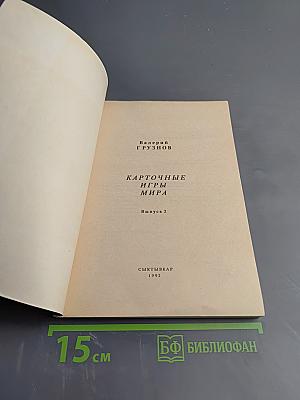 Валерий
ГРУЗНОВ
КАРТОЧНЫЕ
ИГРЫ
МИРА
Выпуск 2
СЫКТЫВКАР
1992
15 см
БФ БИБЛИОФАН